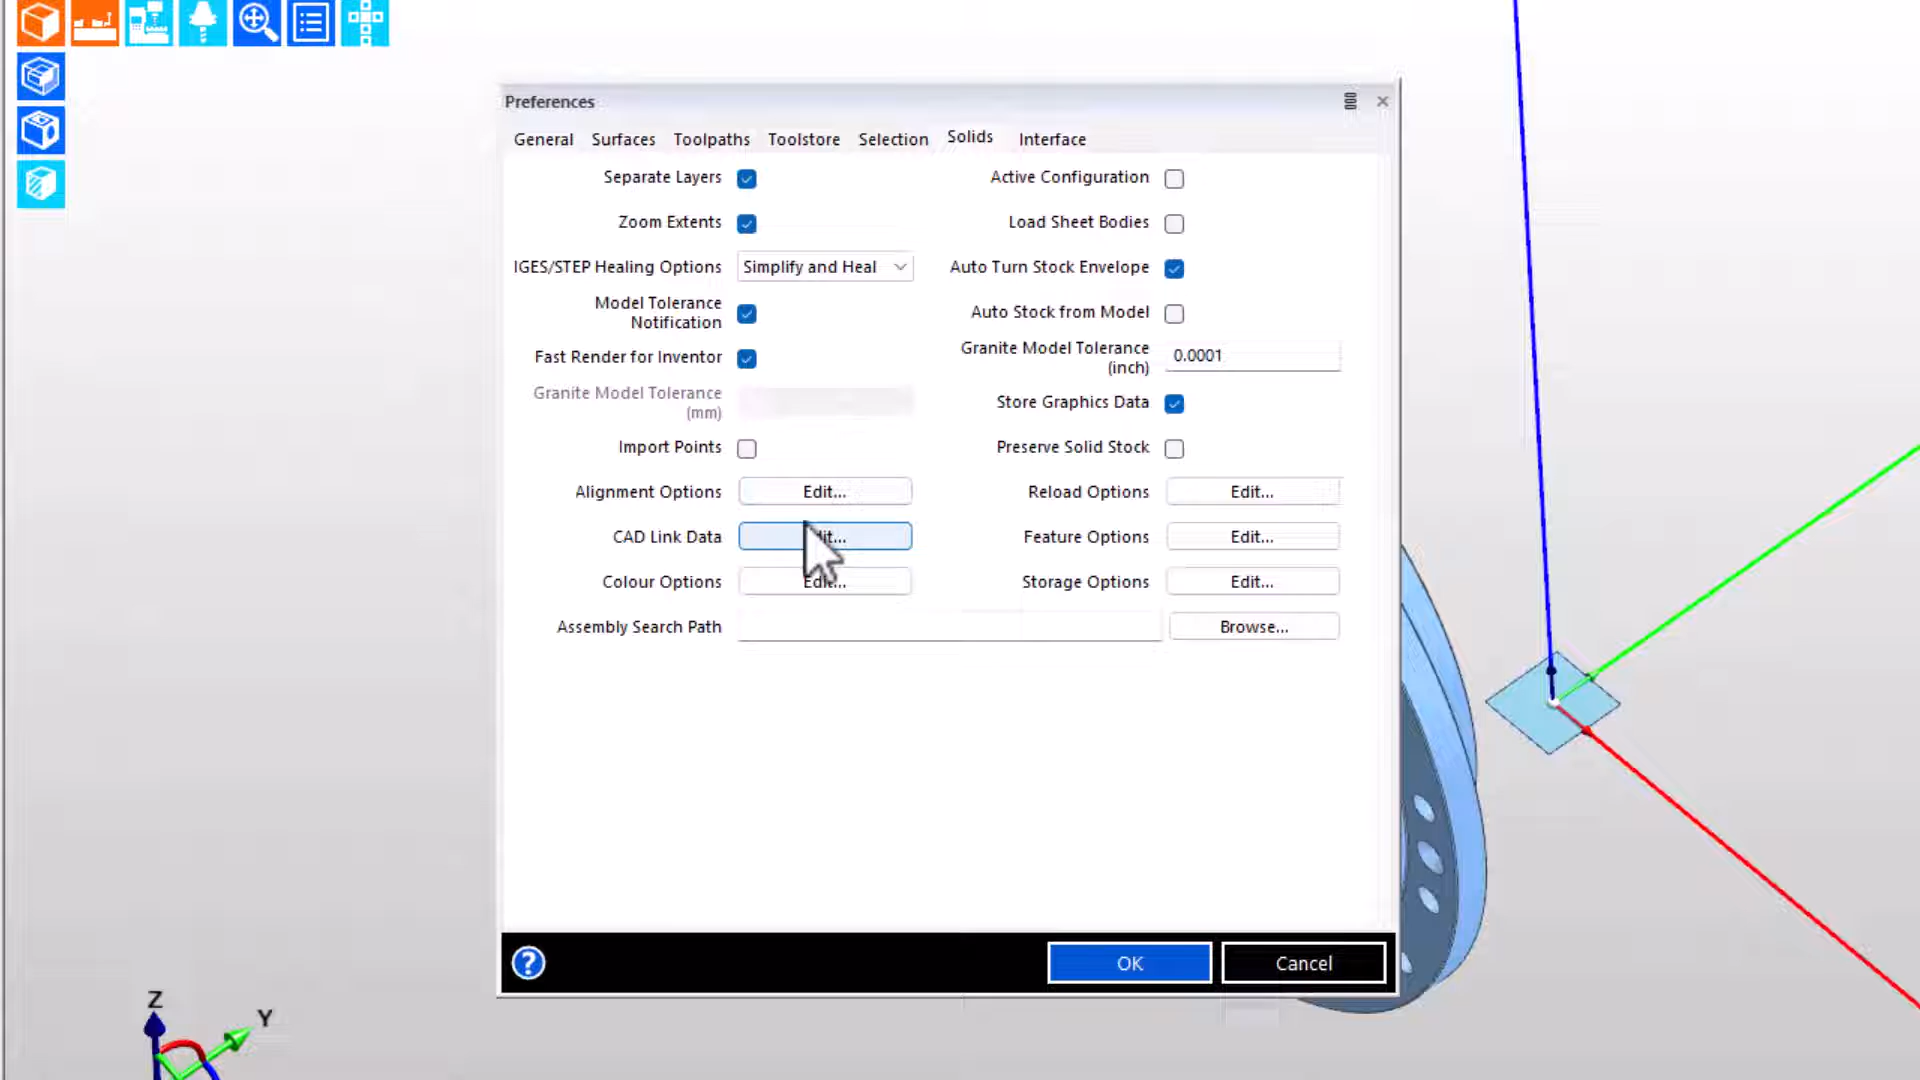 Preferences
General Surfaces Toolpaths Toolstore Selection Solids Interface
Separate Layers Active Configuration
Zoom Extents Load Sheet Bodies
IGES/STEP Healing Options Simplify and Heal Auto Turn Stock Envelope
Model Tolerance Notification Auto Stock from Model
Fast Render for Inventor Granite Model Tolerance (inch) 0.0001
Granite Model Tolerance (mm) Store Graphics Data
Import Points Preserve Solid Stock
Alignment Options Edit... Reload Options Edit...
CAD Link Data Edit... Feature Options Edit...
Colour Options Edit... Storage Options Edit...
Assembly Search Path Browse...
? OK Cancel
Z
Y